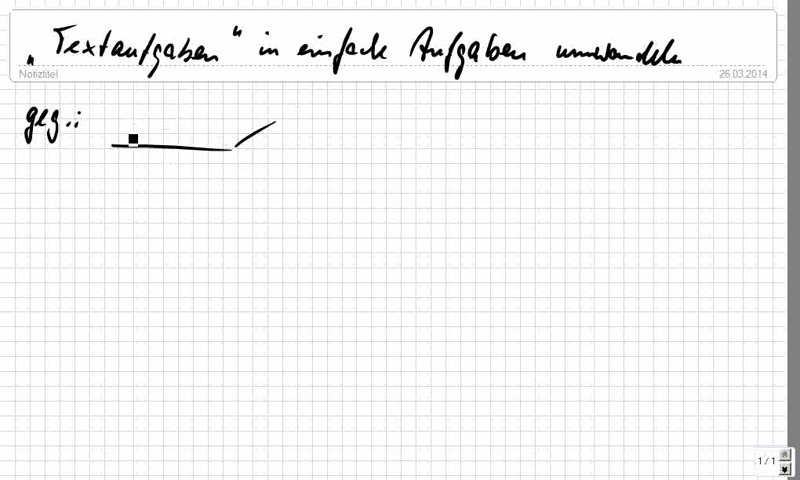 „Textaufgaben“ in einfache Aufgaben umwandeln
Notiztitel
26.03.2014
geg.:
1/1